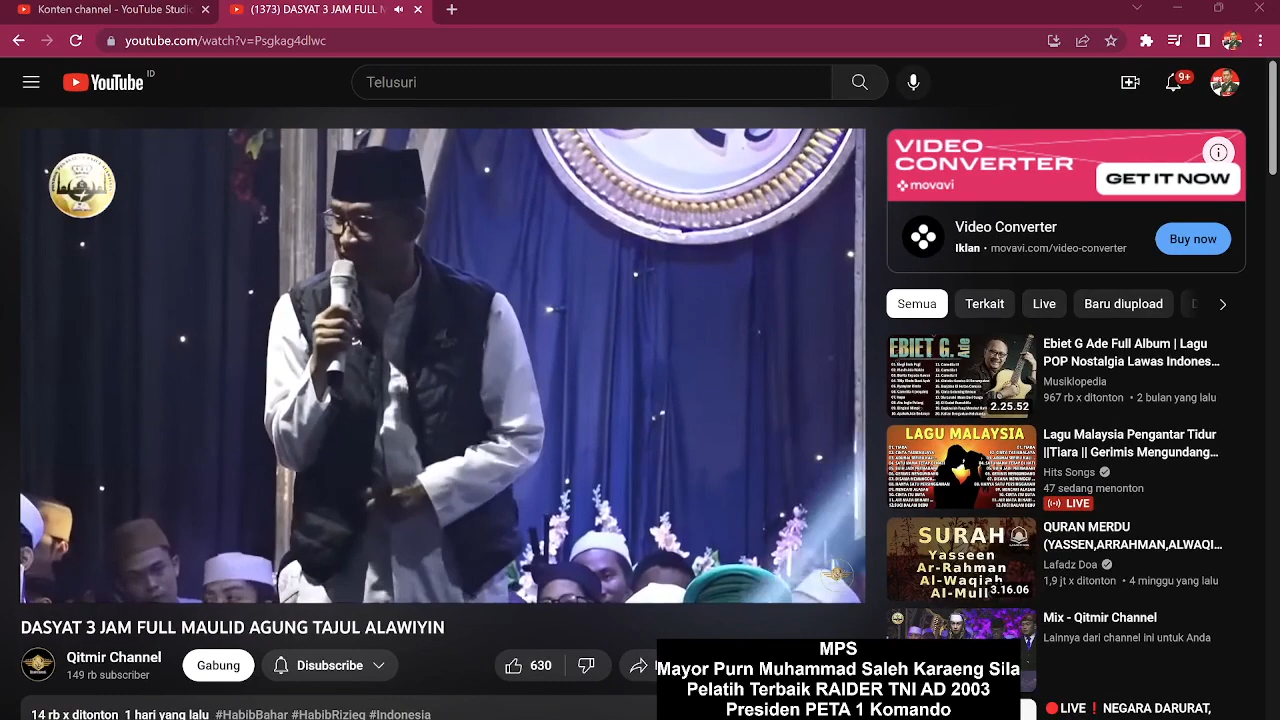 Konten channel - YouTube Studio
(1373) DASYAT 3 JAM FULL M
youtube.com/watch?v=Psgkag4dlwc
YouTube ID
Telusuri
9+
VIDEO
CONVERTER
movavi
GET IT NOW
Video Converter
Iklan · movavi.com/video-converter
Buy now
Semua
Terkait
Live
Baru diupload
EBIET G. Ade
2.25.52
Ebiet G Ade Full Album | Lagu
POP Nostalgia Lawas Indones...
Musiklopedia
967 rb x ditonton • 2 bulan yang lalu
LAGU MALAYSIA
Lagu Malaysia Pengantar Tidur
||Tiara || Gerimis Mengundang...
Hits Songs
47 sedang menonton
LIVE
SURAH
Yasseen
Ar-Rahman
Al-Waqiah
Al-Mull
3.16.06
QURAN MERDU
(YASSEN,ARRAHMAN,ALWAQI...
Lafadz Doa
1,9 jt x ditonton • 4 minggu yang lalu
Mix - Qitmir Channel
Lainnya dari channel ini untuk Anda
🔴LIVE❗NEGARA DARURAT,
DASYAT 3 JAM FULL MAULID AGUNG TAJUL ALAWIYIN
Qitmir Channel
149 rb subscriber
Gabung
Disubscribe
630
14 rb x ditonton 1 hari yang lalu #HabibBahar #HabibRizieq #Indonesia
MPS
Mayor Purn Muhammad Saleh Karaeng Sila
Pelatih Terbaik RAIDER TNI AD 2003
Presiden PETA 1 Komando